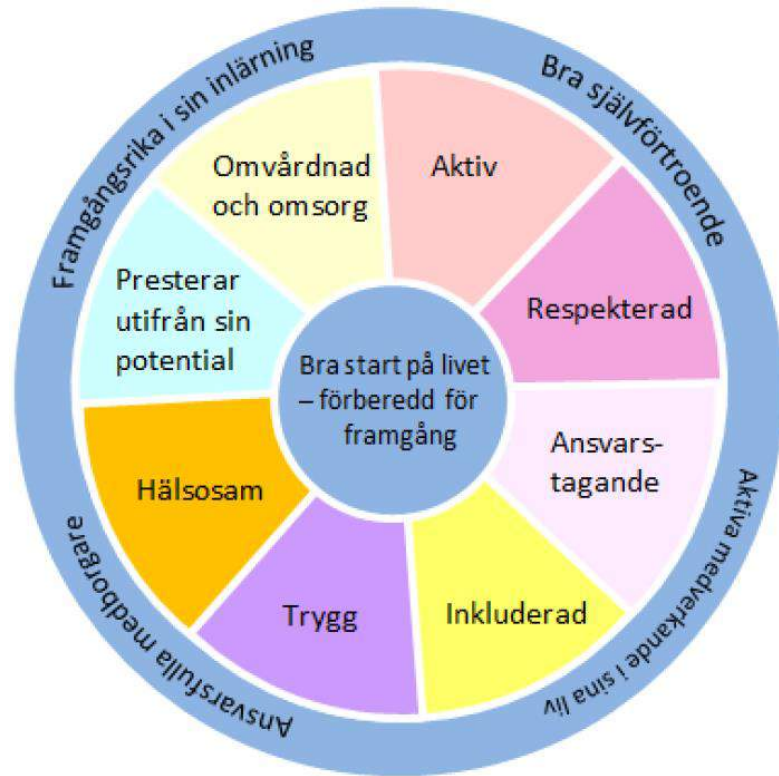 Framgångsrika i sin inlärning
Bra självförtroende
Aktiva medverkande i sina liv
Ansvarsfulla medborgare
Omvårdnad
och omsorg
Aktiv
Respekterad
Ansvars-
tagande
Inkluderad
Trygg
Hälsosam
Presterar
utifrån sin
potential
Bra start på livet
– förberedd för
framgång